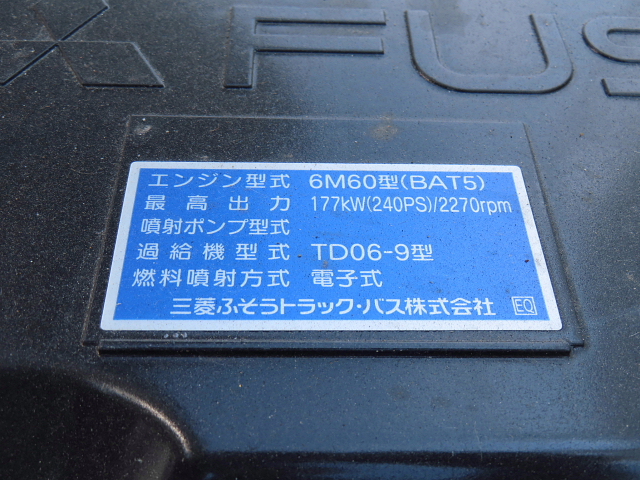 FUS
エンジン型式 6M60型(BAT5)
最高出力 177kW(240PS)/2270rpm
噴射ポンプ型式
過給機型式 TD06-9型
燃料噴射方式 電子式
三菱ふそうトラック・バス株式会社 EQ